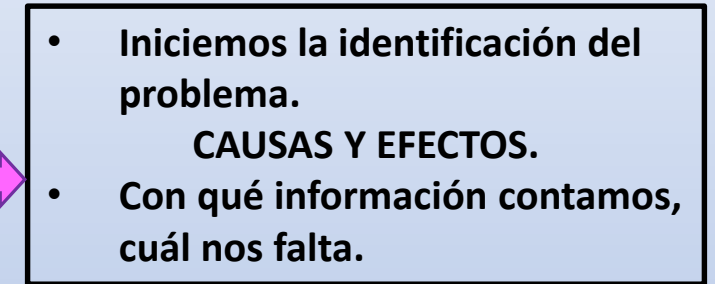 • Iniciemos la identificación del
problema.
CAUSAS Y EFECTOS.
• Con qué información contamos,
cuál nos falta.